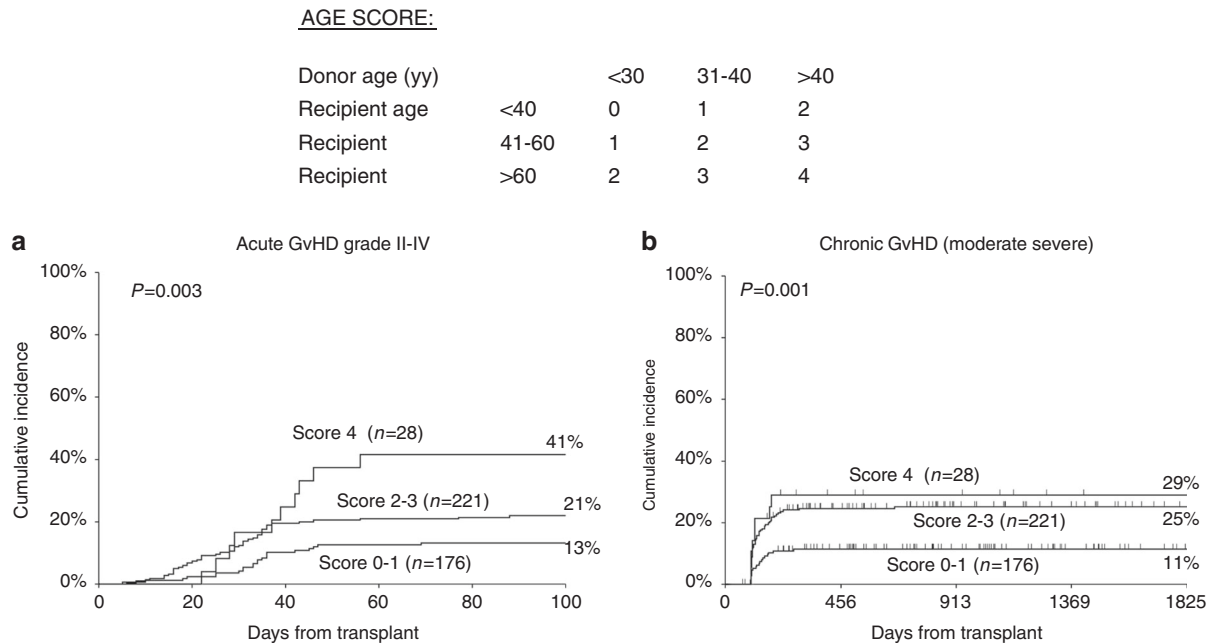 AGE SCORE:
Donor age (yy) <30 31-40 >40
Recipient age <40 0 1 2
Recipient 41-60 1 2 3
Recipient >60 2 3 4
a Acute GvHD grade II-IV
100%
P=0.003
80%
60%
Cumulative incidence
Score 4 (n=28) 41%
40%
Score 2-3 (n=221) 21%
20%
Score 0-1 (n=176) 13%
0%
0 20 40 60 80 100
Days from transplant
b Chronic GvHD (moderate severe)
100%
P=0.001
80%
60%
Cumulative incidence
40%
Score 4 (n=28) 29%
20%
Score 2-3 (n=221) 25%
Score 0-1 (n=176) 11%
0%
0 456 913 1369 1825
Days from transplant